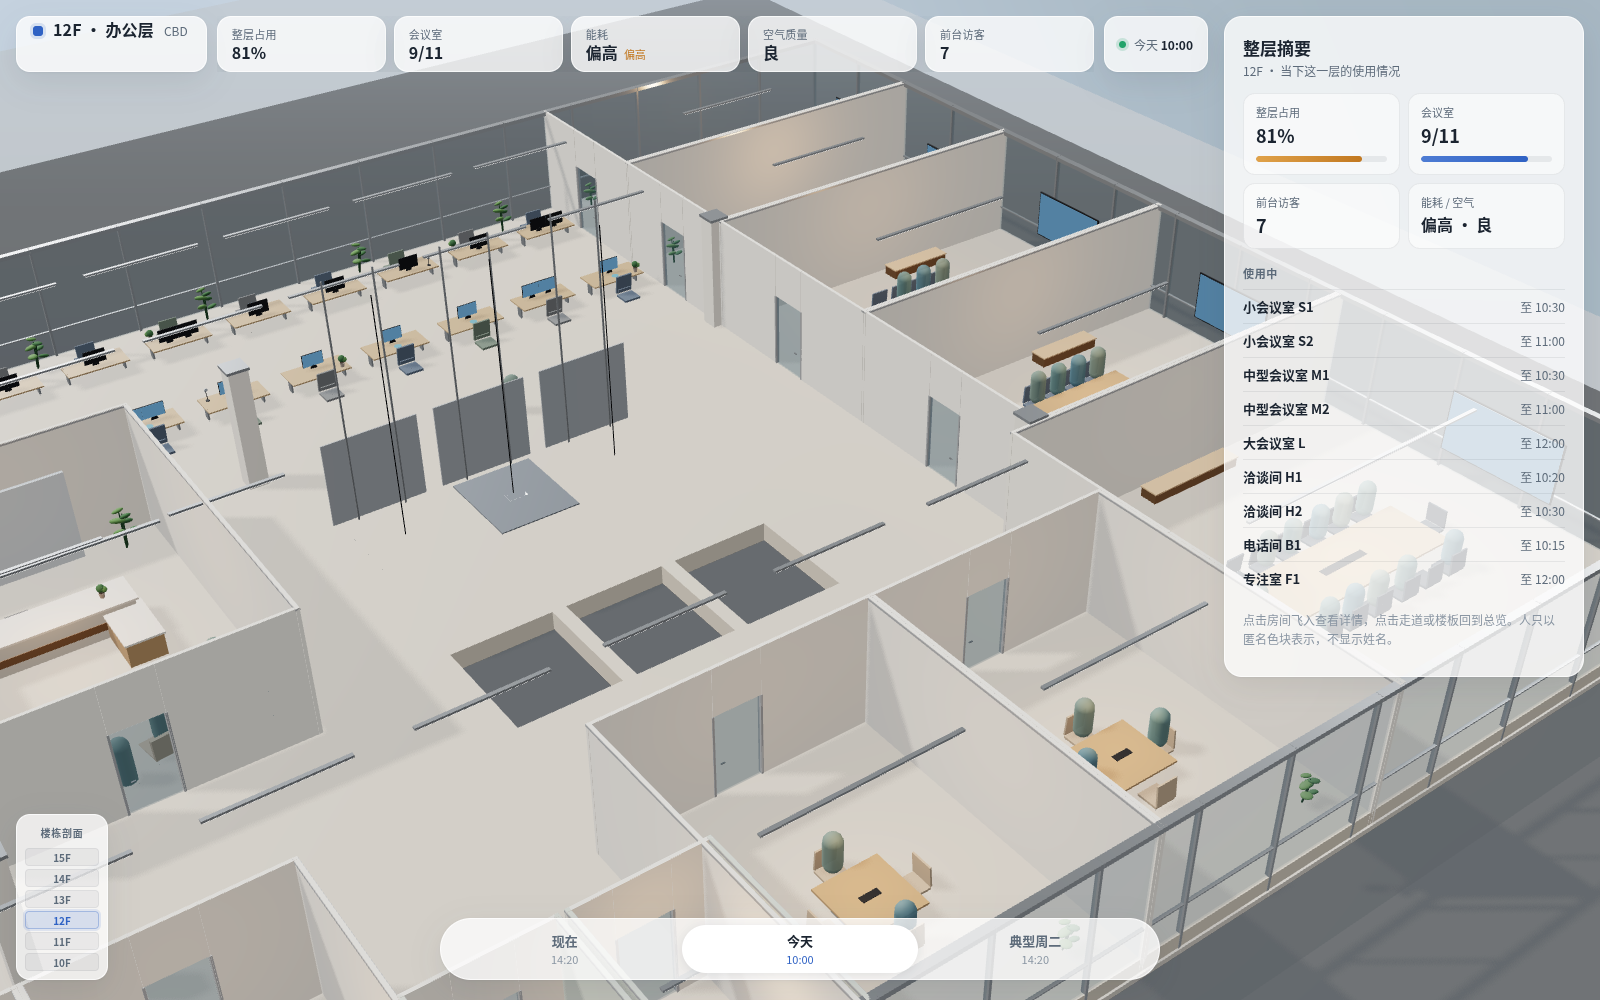 12F · 办公层 CBD
整层占用
81%
会议室
9/11
能耗
偏高 偏高
空气质量
良
前台访客
7
今天 10:00
整层摘要
12F · 当下这一层的使用情况
整层占用
81%
会议室
9/11
前台访客
7
能耗 / 空气
偏高 · 良
使用中
小会议室 S1 至 10:30
小会议室 S2 至 11:00
中型会议室 M1 至 10:30
中型会议室 M2 至 11:00
大会议室 L 至 12:00
洽谈间 H1 至 10:20
洽谈间 H2 至 10:30
电话间 B1 至 10:15
专注室 F1 至 12:00
点击房间飞入查看详情，点击走道或楼板回到总览。人只以
匿名色块表示，不显示姓名。
楼栋剖面
15F
14F
13F
12F
11F
10F
现在
14:20
今天
10:00
典型周二
14:20